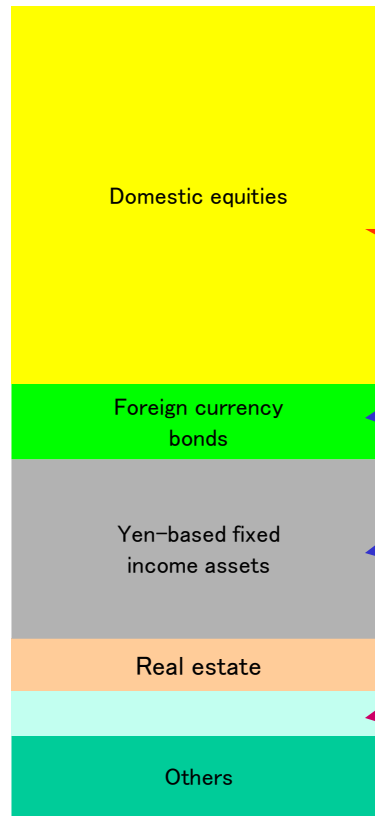 Domestic equities
Foreign currency
bonds
Yen-based fixed
income assets
Real estate
Others